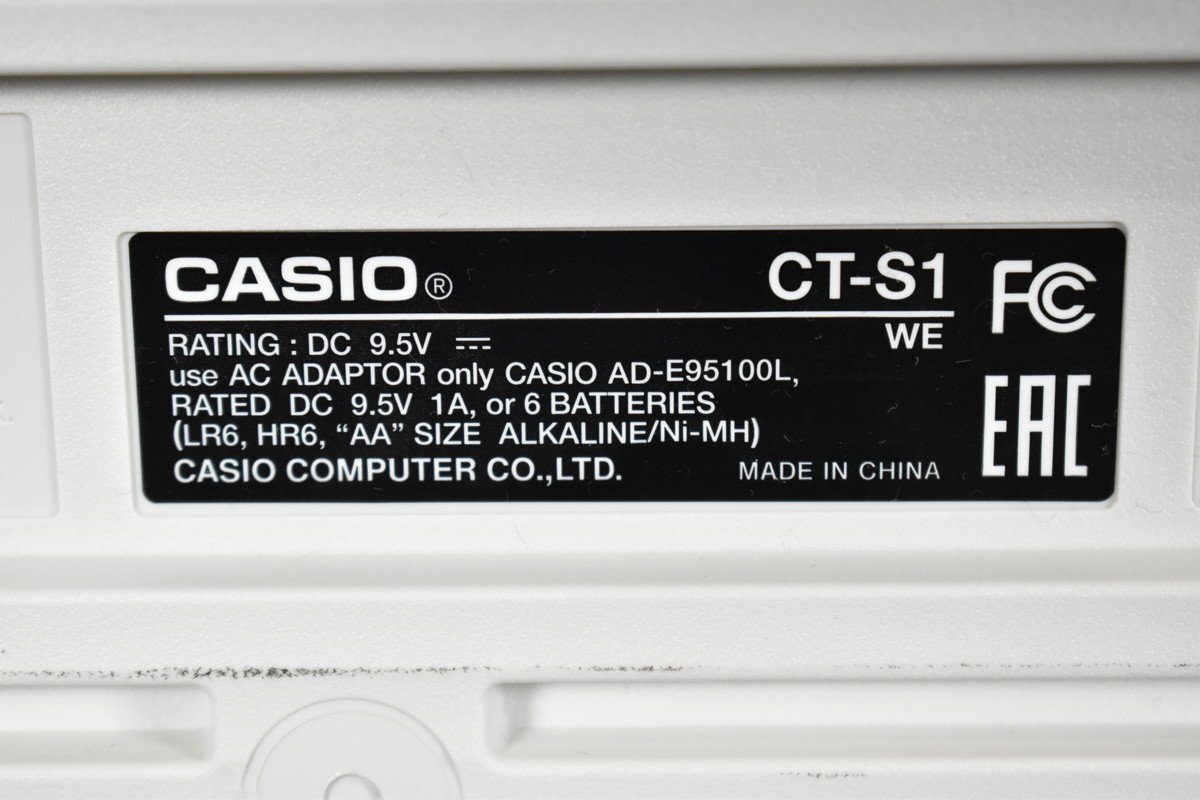 CASIO® CT-S1
WE
RATING : DC 9.5V ⎓
use AC ADAPTOR only CASIO AD-E95100L,
RATED DC 9.5V 1A, or 6 BATTERIES
(LR6, HR6, “AA” SIZE ALKALINE/Ni-MH)
CASIO COMPUTER CO.,LTD. MADE IN CHINA
FC
EAC